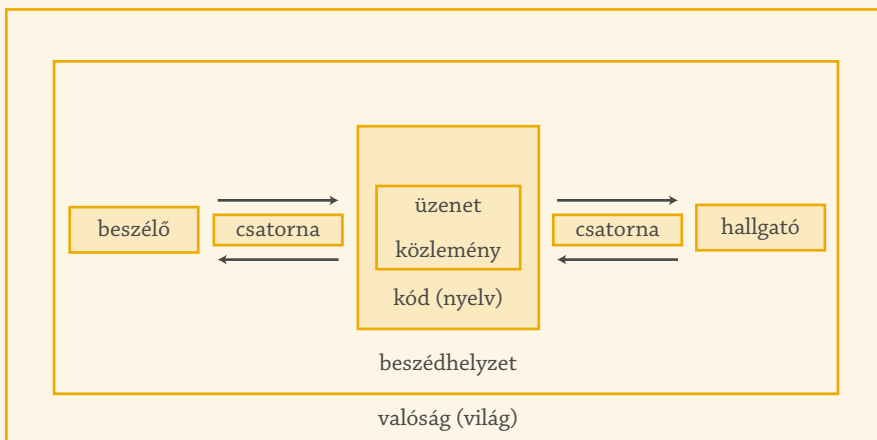 beszélő
csatorna
üzenet
közlemény
kód (nyelv)
csatorna
hallgató
beszédhelyzet
valóság (világ)